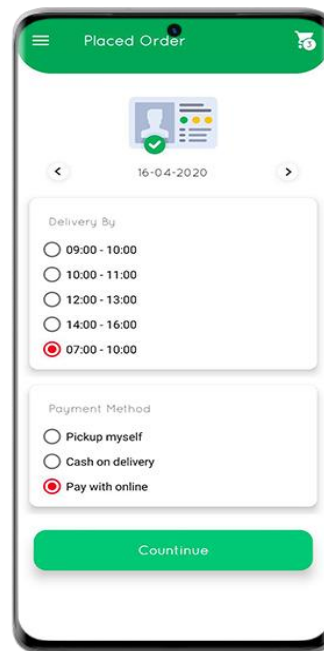 Placed Order
3
16-04-2020
Delivery By
09:00 - 10:00
10:00 - 11:00
12:00 - 13:00
14:00 - 16:00
07:00 - 10:00
Payment Method
Pickup myself
Cash on delivery
Pay with online
Countinue